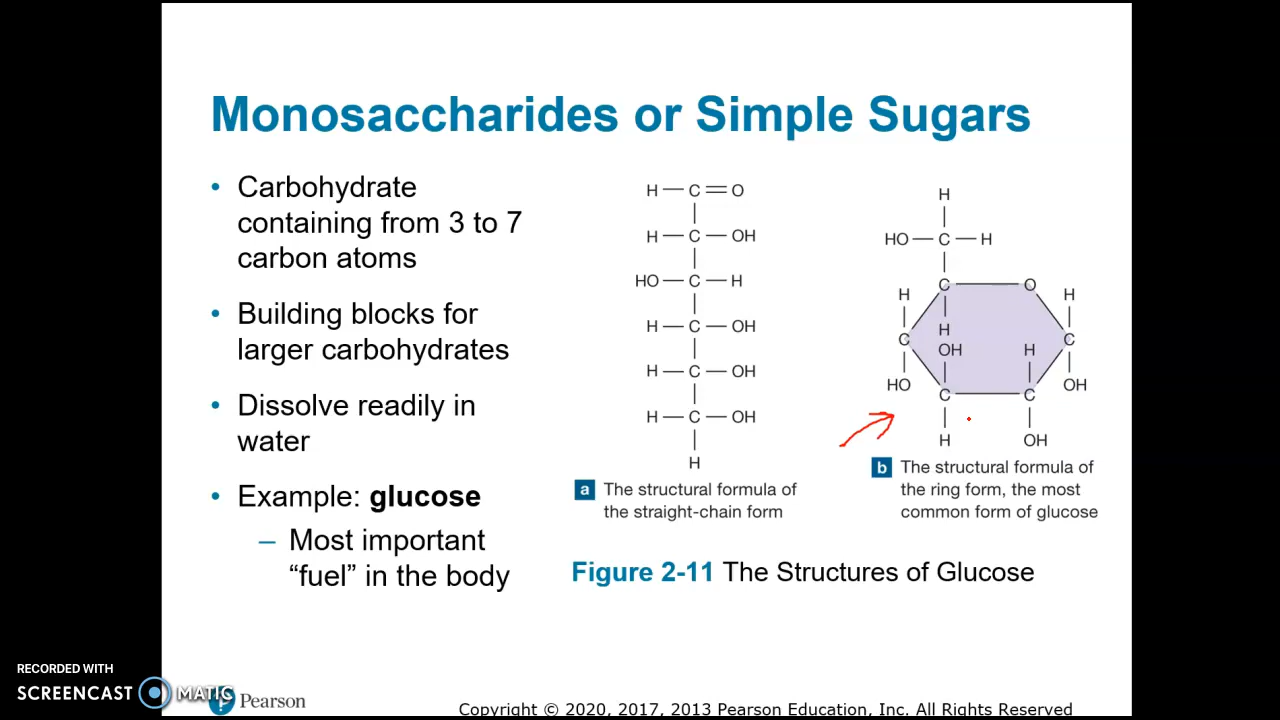 Monosaccharides or Simple Sugars
• Carbohydrate
containing from 3 to 7
carbon atoms
• Building blocks for
larger carbohydrates
• Dissolve readily in
water
• Example: glucose
– Most important
“fuel” in the body
H—C=O
H—C—OH
HO—C—H
H—C—OH
H—C—OH
H—C—OH
H
a The structural formula of
the straight-chain form
H
HO—C—H
C O
H H
H
C C
OH H
HO OH
C C
H OH
b The structural formula of
the ring form, the most
common form of glucose
Figure 2-11 The Structures of Glucose
RECORDED WITH
SCREENCAST MATIC
Pearson
Copyright © 2020, 2017, 2013 Pearson Education, Inc. All Rights Reserved